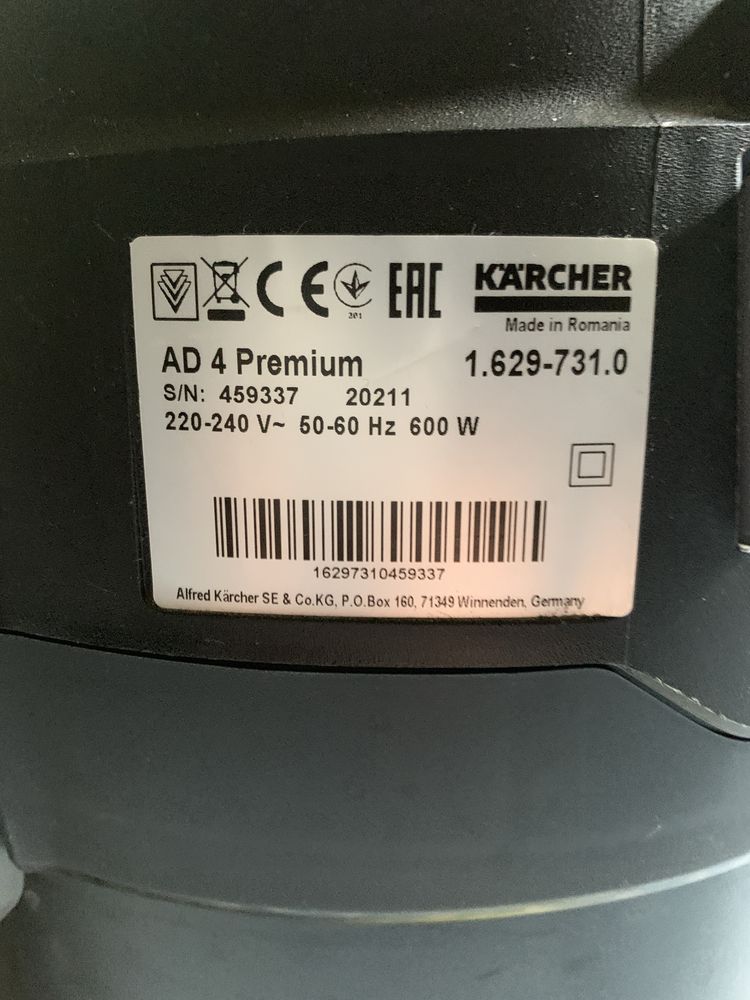 CE EAC KÄRCHER
301
Made in Romania
AD 4 Premium 1.629-731.0
S/N: 459337 20211
220-240 V~ 50-60 Hz 600 W
16297310459337
Alfred Kärcher SE & Co.KG, P.O.Box 160, 71349 Winnenden, Germany